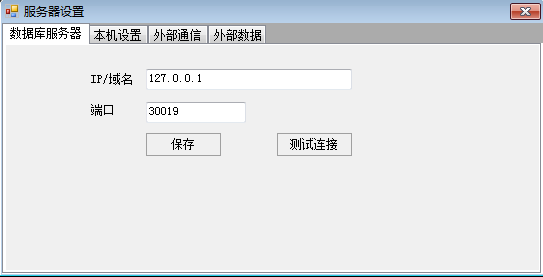 服务器设置
数据库服务器 本机设置 外部通信 外部数据
IP/域名 127.0.0.1
端口 30019
保存 测试连接